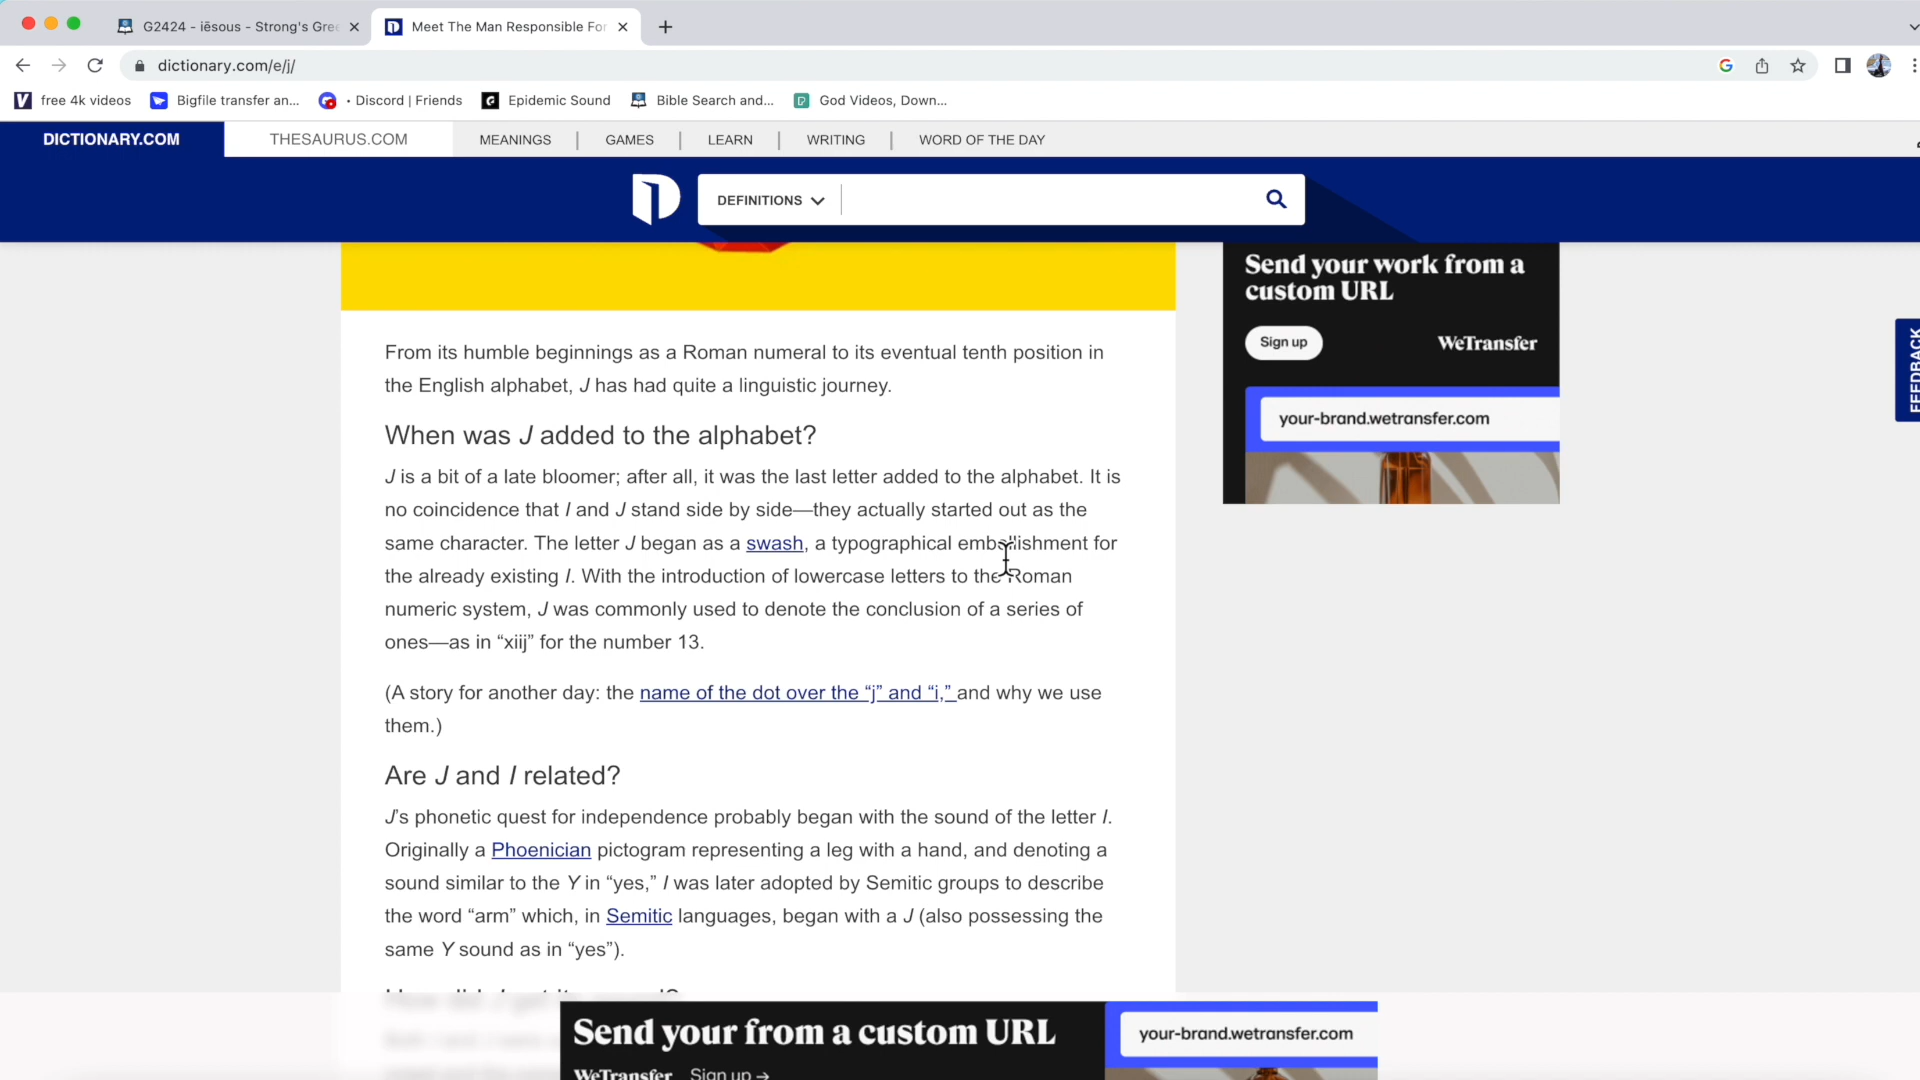 G2424 - iēsous - Strong's Gree
Meet The Man Responsible For
dictionary.com/e/j/
free 4k videos
Bigfile transfer an...
• Discord | Friends
Epidemic Sound
Bible Search and...
God Videos, Down...
DICTIONARY.COM
THESAURUS.COM
MEANINGS
GAMES
LEARN
WRITING
WORD OF THE DAY
DEFINITIONS
From its humble beginnings as a Roman numeral to its eventual tenth position in
the English alphabet, J has had quite a linguistic journey.
When was J added to the alphabet?
J is a bit of a late bloomer; after all, it was the last letter added to the alphabet. It is
no coincidence that I and J stand side by side—they actually started out as the
same character. The letter J began as a swash, a typographical embellishment for
the already existing I. With the introduction of lowercase letters to the Roman
numeric system, J was commonly used to denote the conclusion of a series of
ones—as in “xiij” for the number 13.
(A story for another day: the name of the dot over the “j” and “i,” and why we use
them.)
Are J and I related?
J’s phonetic quest for independence probably began with the sound of the letter I.
Originally a Phoenician pictogram representing a leg with a hand, and denoting a
sound similar to the Y in “yes,” I was later adopted by Semitic groups to describe
the word “arm” which, in Semitic languages, began with a J (also possessing the
same Y sound as in “yes”).
Send your work from a
custom URL
Sign up
WeTransfer
your-brand.wetransfer.com
FEEDBACK
Send your from a custom URL
WeTransfer
Sign up →
your-brand.wetransfer.com